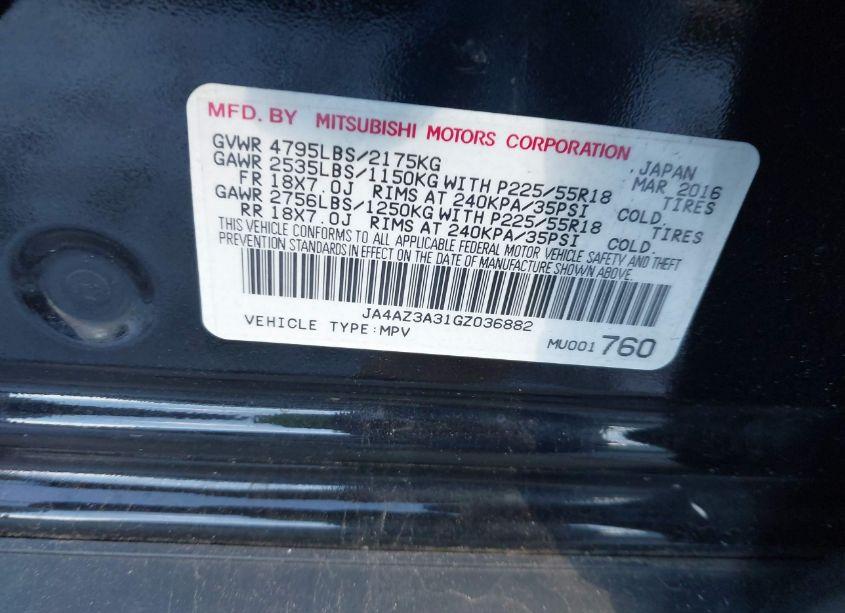 MFD. BY MITSUBISHI MOTORS CORPORATION , JAPAN
GVWR 4795LBS/2175KG MAR 2016
GAWR 2535LBS/1150KG WITH P225/55R18 TIRES
FR 18X7.0J RIMS AT 240KPA/35PSI COLD.
GAWR 2756LBS/1250KG WITH P225/55R18 TIRES
RR 18X7.0J RIMS AT 240KPA/35PSI COLD.
THIS VEHICLE CONFORMS TO ALL APPLICABLE FEDERAL MOTOR VEHICLE SAFETY AND THEFT
PREVENTION STANDARDS IN EFFECT ON THE DATE OF MANUFACTURE SHOWN ABOVE.
JA4AZ3A31GZ036882
VEHICLE TYPE:MPV MU001 760